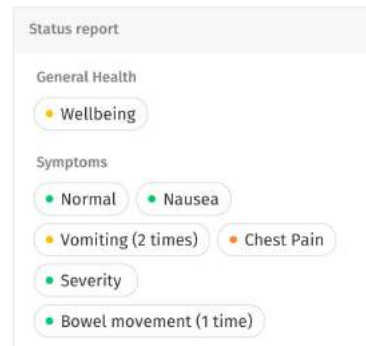 Status report
General Health
Wellbeing
Symptoms
Normal Nausea
Vomiting (2 times) Chest Pain
Severity
Bowel movement (1 time)